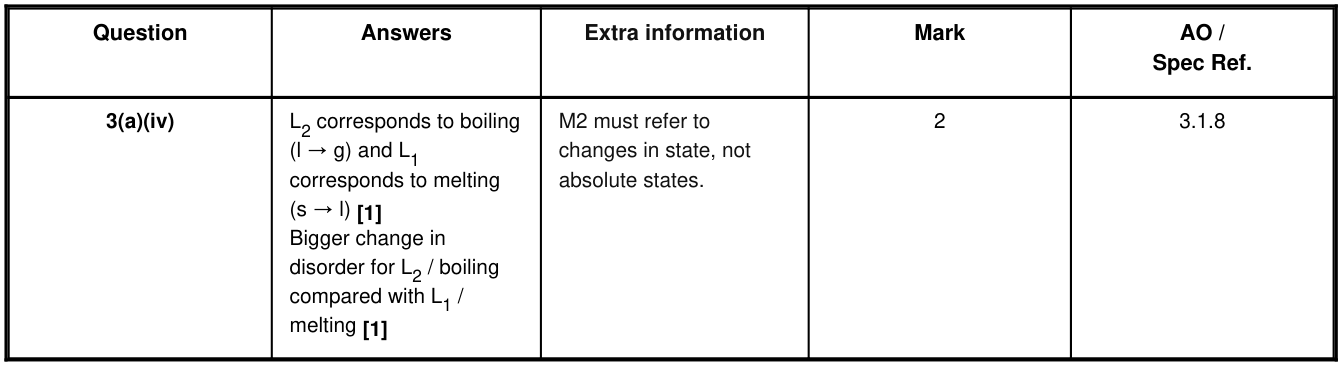 Question Answers Extra information Mark AO /
Spec Ref.
3(a)(iv)
L2 corresponds to boiling
(l → g) and L1
corresponds to melting
(s → l) [1]
Bigger change in
disorder for L2 / boiling
compared with L1 /
melting [1]
M2 must refer to
changes in state, not
absolute states.
2
3.1.8